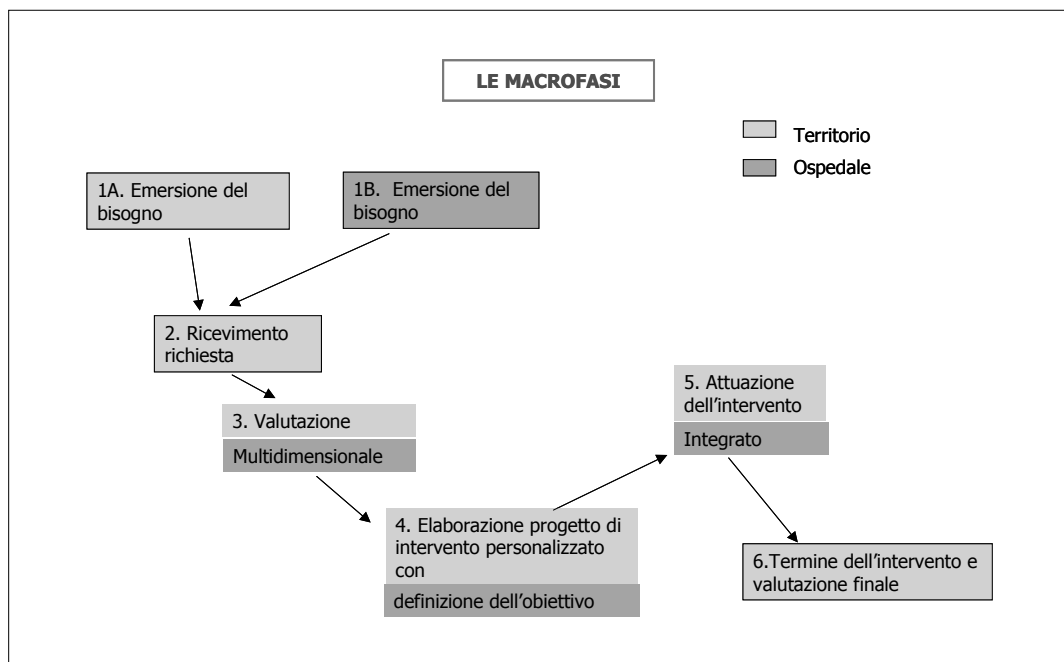 LE MACROFASI
Territorio
Ospedale
1A. Emersione del
bisogno
1B. Emersione del
bisogno
2. Ricevimento
richiesta
3. Valutazione
Multidimensionale
4. Elaborazione progetto di
intervento personalizzato
con
definizione dell'obiettivo
5. Attuazione
dell'intervento
Integrato
6.Termine dell'intervento e
valutazione finale